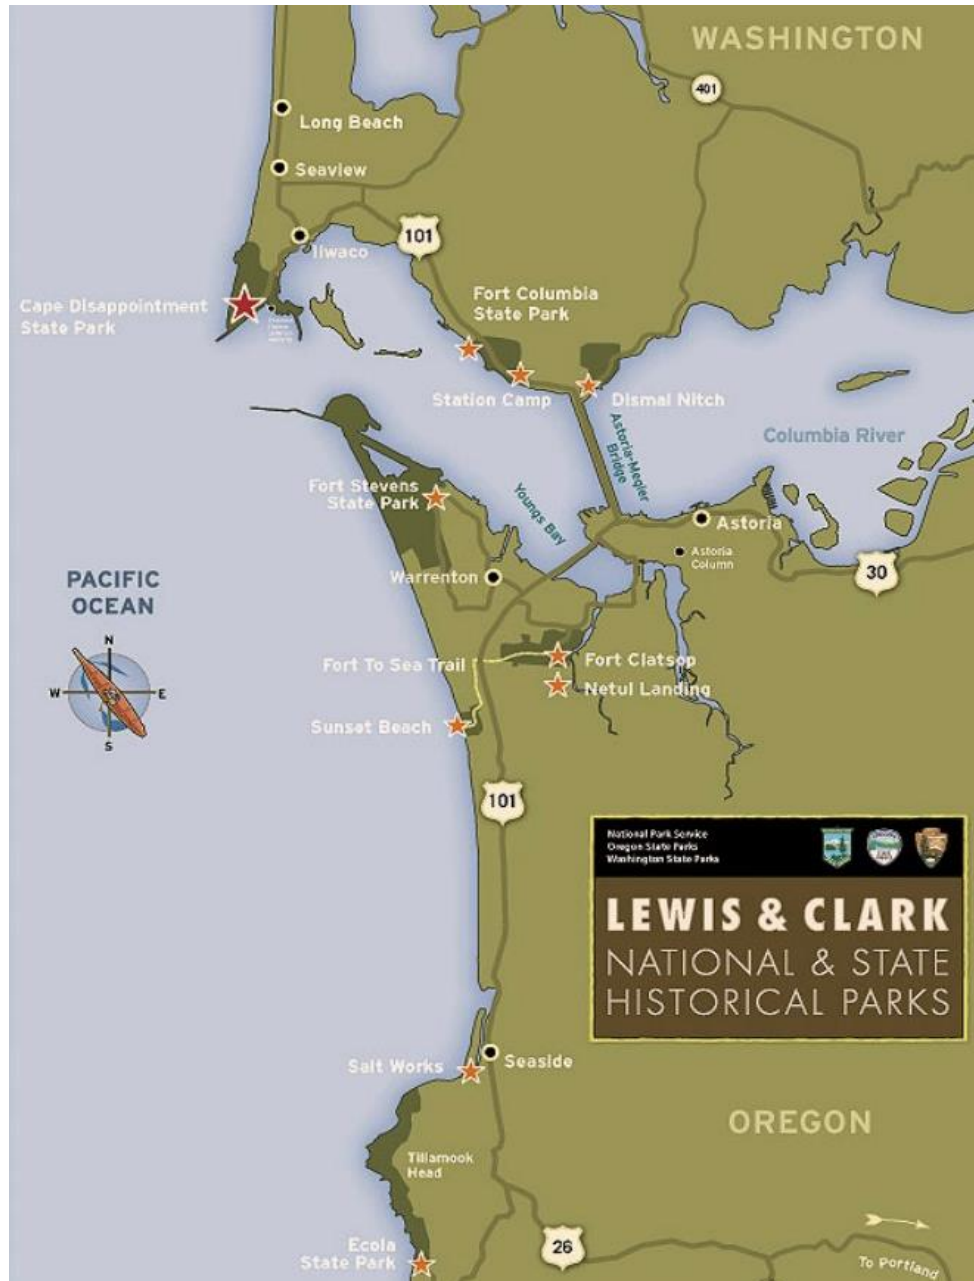 WASHINGTON
401
Long Beach
Seaview
101
Ilwaco
Cape Disappointment
State Park
Fort Columbia
State Park
Station Camp
Dismal Nitch
Astoria-Megler
Bridge
Columbia River
Fort Stevens
State Park
Youngs Bay
Astoria
Astoria
Column
30
Warrenton
PACIFIC
OCEAN
N
W
E
S
Fort To Sea Trail
Fort Clatsop
Netul Landing
Sunset Beach
101
National Park Service
Oregon State Parks
Washington State Parks
LEWIS & CLARK
NATIONAL & STATE
HISTORICAL PARKS
Salt Works
Seaside
OREGON
Tillamook
Head
Ecola
State Park
26
To Portland